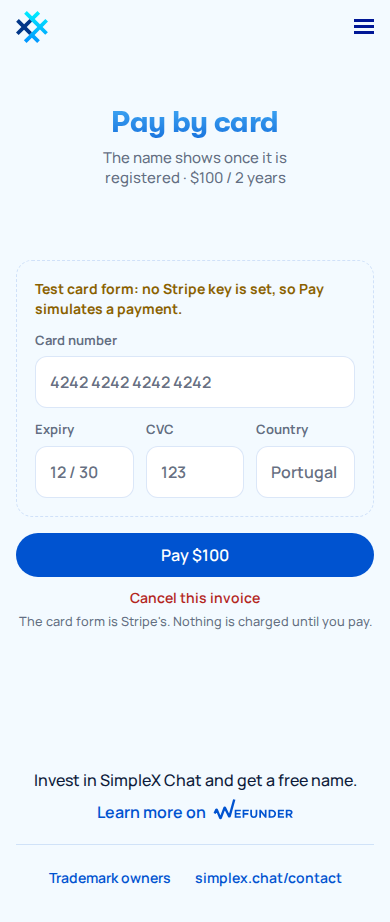 Pay by card
The name shows once it is
registered · $100 / 2 years
Test card form: no Stripe key is set, so Pay
simulates a payment.
Card number
4242 4242 4242 4242
Expiry CVC Country
12 / 30 123 Portugal
Pay $100
Cancel this invoice
The card form is Stripe's. Nothing is charged until you pay.
Invest in SimpleX Chat and get a free name.
Learn more on WEFUNDER
Trademark owners simplex.chat/contact